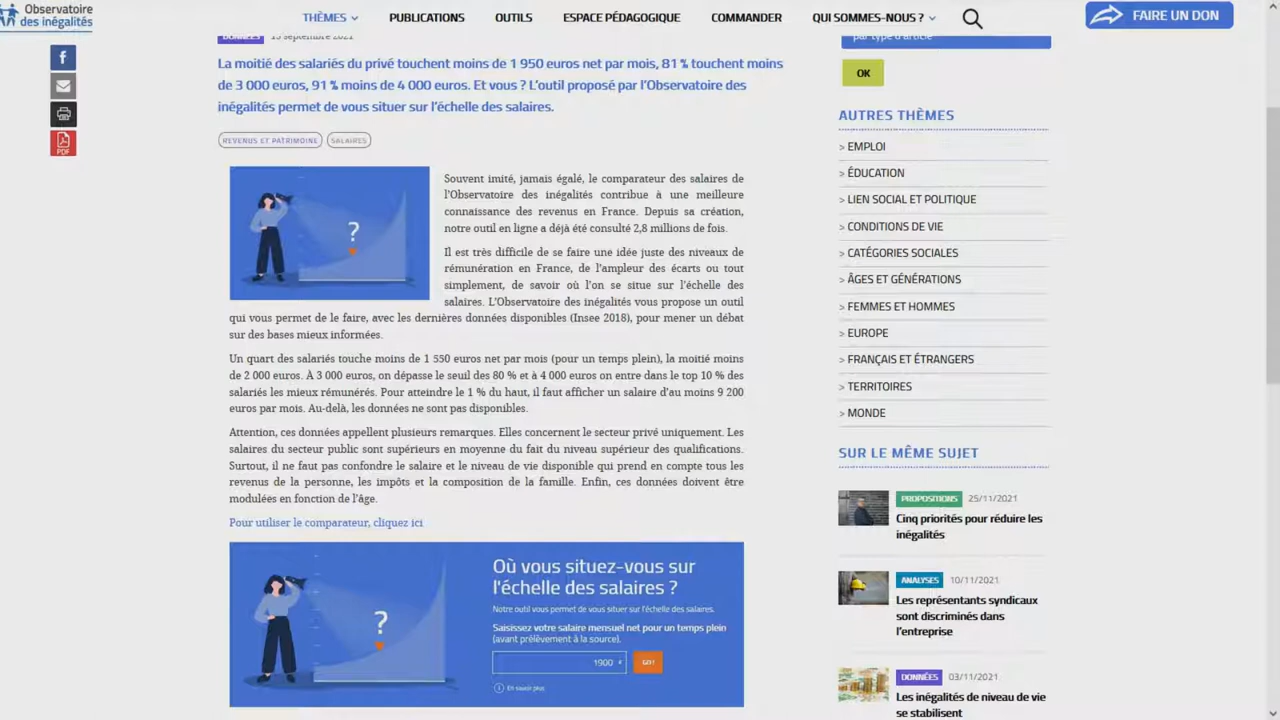 Observatoire
des inégalités
THÈMES
PUBLICATIONS
OUTILS
ESPACE PÉDAGOGIQUE
COMMANDER
QUI SOMMES-NOUS ?
FAIRE UN DON
DONNÉES 15 septembre 2021
La moitié des salariés du privé touchent moins de 1 950 euros net par mois, 81 % touchent moins
de 3 000 euros, 91 % moins de 4 000 euros. Et vous ? L'outil proposé par l'Observatoire des
inégalités permet de vous situer sur l'échelle des salaires.
REVENUS ET PATRIMOINE
SALAIRES
Souvent imité, jamais égalé, le comparateur des salaires de
l'Observatoire des inégalités contribue à une meilleure
connaissance des revenus en France. Depuis sa création,
notre outil en ligne a déjà été consulté 2,8 millions de fois.
Il est très difficile de se faire une idée juste des niveaux de
rémunération en France, de l'ampleur des écarts ou tout
simplement, de savoir où l'on se situe sur l'échelle des
salaires. L'Observatoire des inégalités vous propose un outil
qui vous permet de le faire, avec les dernières données disponibles (Insee 2018), pour mener un débat
sur des bases mieux informées.
Un quart des salariés touche moins de 1 550 euros net par mois (pour un temps plein), la moitié moins
de 2 000 euros. À 3 000 euros, on dépasse le seuil des 80 % et à 4 000 euros on entre dans le top 10 % des
salariés les mieux rémunérés. Pour atteindre le 1 % du haut, il faut afficher un salaire d'au moins 9 200
euros par mois. Au-delà, les données ne sont pas disponibles.
Attention, ces données appellent plusieurs remarques. Elles concernent le secteur privé uniquement. Les
salaires du secteur public sont supérieurs en moyenne du fait du niveau supérieur des qualifications.
Surtout, il ne faut pas confondre le salaire et le niveau de vie disponible qui prend en compte tous les
revenus de la personne, les impôts et la composition de la famille. Enfin, ces données doivent être
modulées en fonction de l'âge.
Pour utiliser le comparateur, cliquez ici
?
?
Où vous situez-vous sur
l'échelle des salaires ?
Notre outil vous permet de vous situer sur l'échelle des salaires.
Saisissez votre salaire mensuel net pour un temps plein
(avant prélèvement à la source).
1900 €
GO !
En savoir plus
par type d'article
OK
AUTRES THÈMES
> EMPLOI
> ÉDUCATION
> LIEN SOCIAL ET POLITIQUE
> CONDITIONS DE VIE
> CATÉGORIES SOCIALES
> ÂGES ET GÉNÉRATIONS
> FEMMES ET HOMMES
> EUROPE
> FRANÇAIS ET ÉTRANGERS
> TERRITOIRES
> MONDE
SUR LE MÊME SUJET
PROPOSITIONS 25/11/2021
Cinq priorités pour réduire les
inégalités
ANALYSES 10/11/2021
Les représentants syndicaux
sont discriminés dans
l'entreprise
DONNÉES 03/11/2021
Les inégalités de niveau de vie
se stabilisent
f
PDF